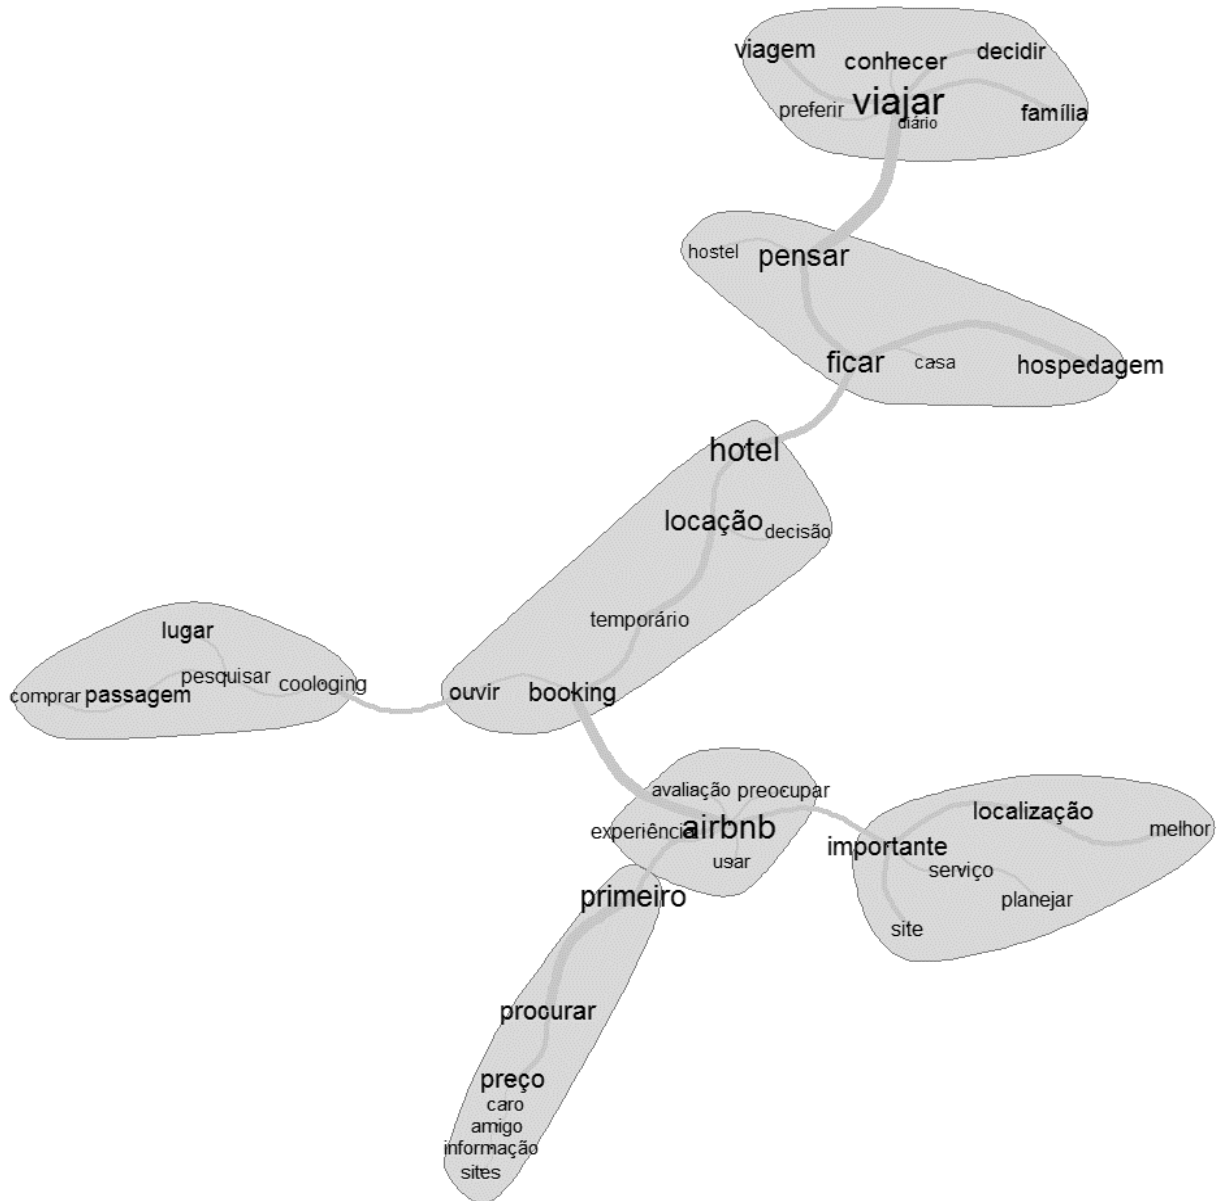 viagem
conhecer
decidir
preferir
viajar
diário
família
hostel
pensar
ficar
casa
hospedagem
hotel
locação
decisão
temporário
lugar
pesquisar
coologing
comprar
passagem
ouvir
booking
avaliação
preocupar
experiência
airbnb
usar
localização
melhor
importante
serviço
planejar
site
primeiro
procurar
preço
caro
amigo
informação
sites